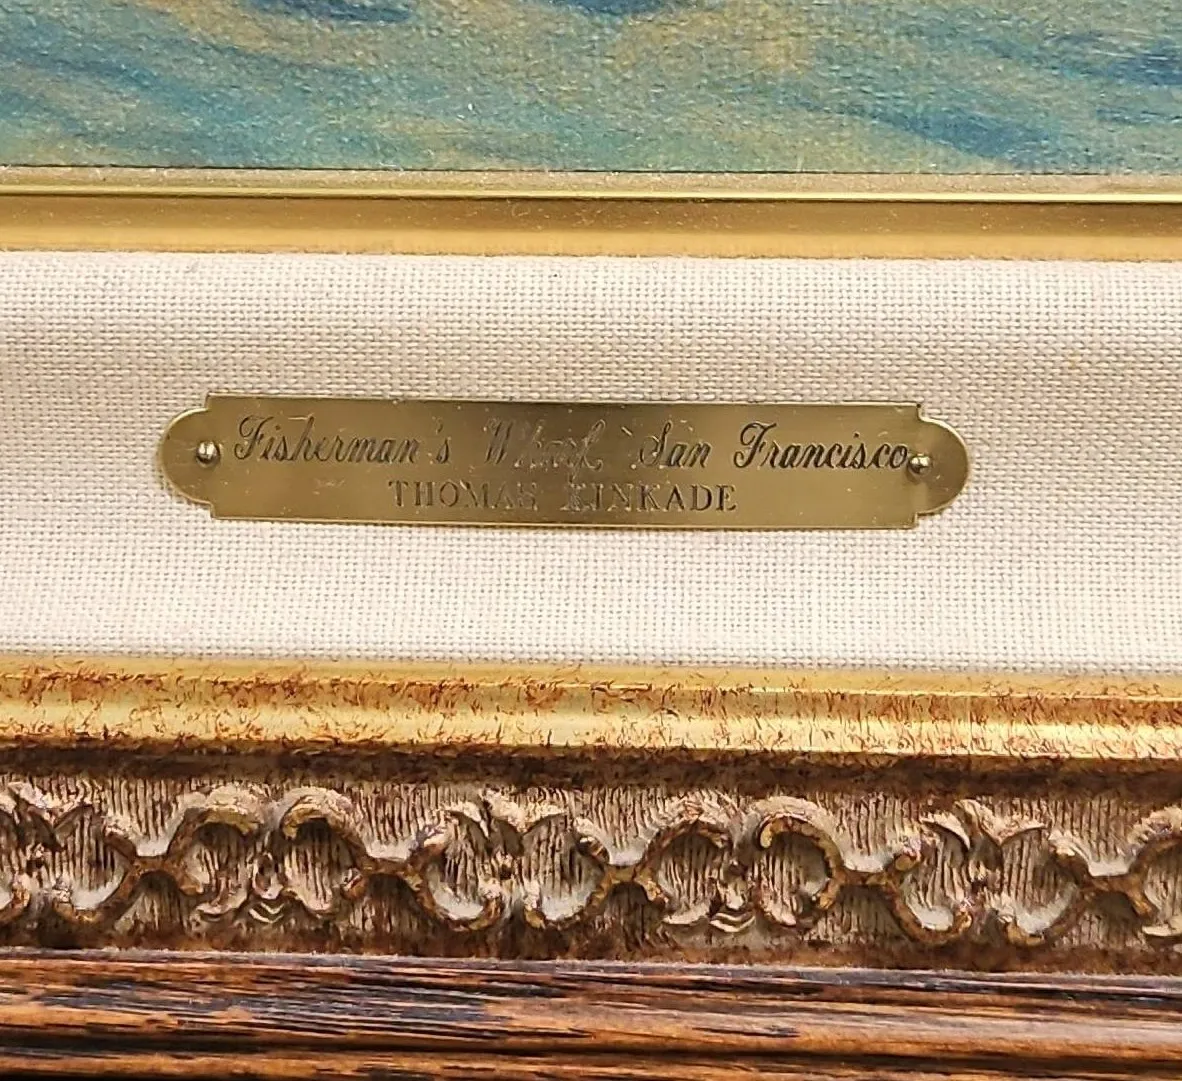 Fisherman's Wharf, San Francisco
THOMAS KINKADE